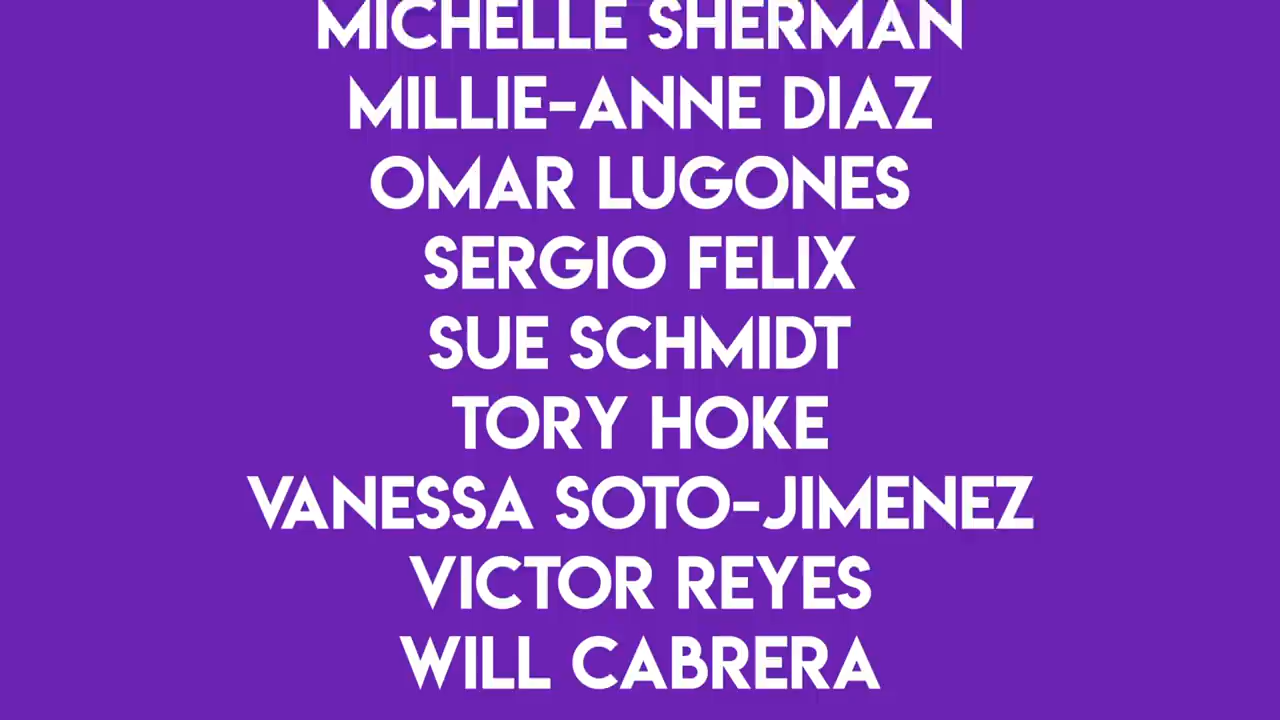 MICHELLE SHERMAN
MILLIE-ANNE DIAZ
OMAR LUGONES
SERGIO FELIX
SUE SCHMIDT
TORY HOKE
VANESSA SOTO-JIMENEZ
VICTOR REYES
WILL CABRERA